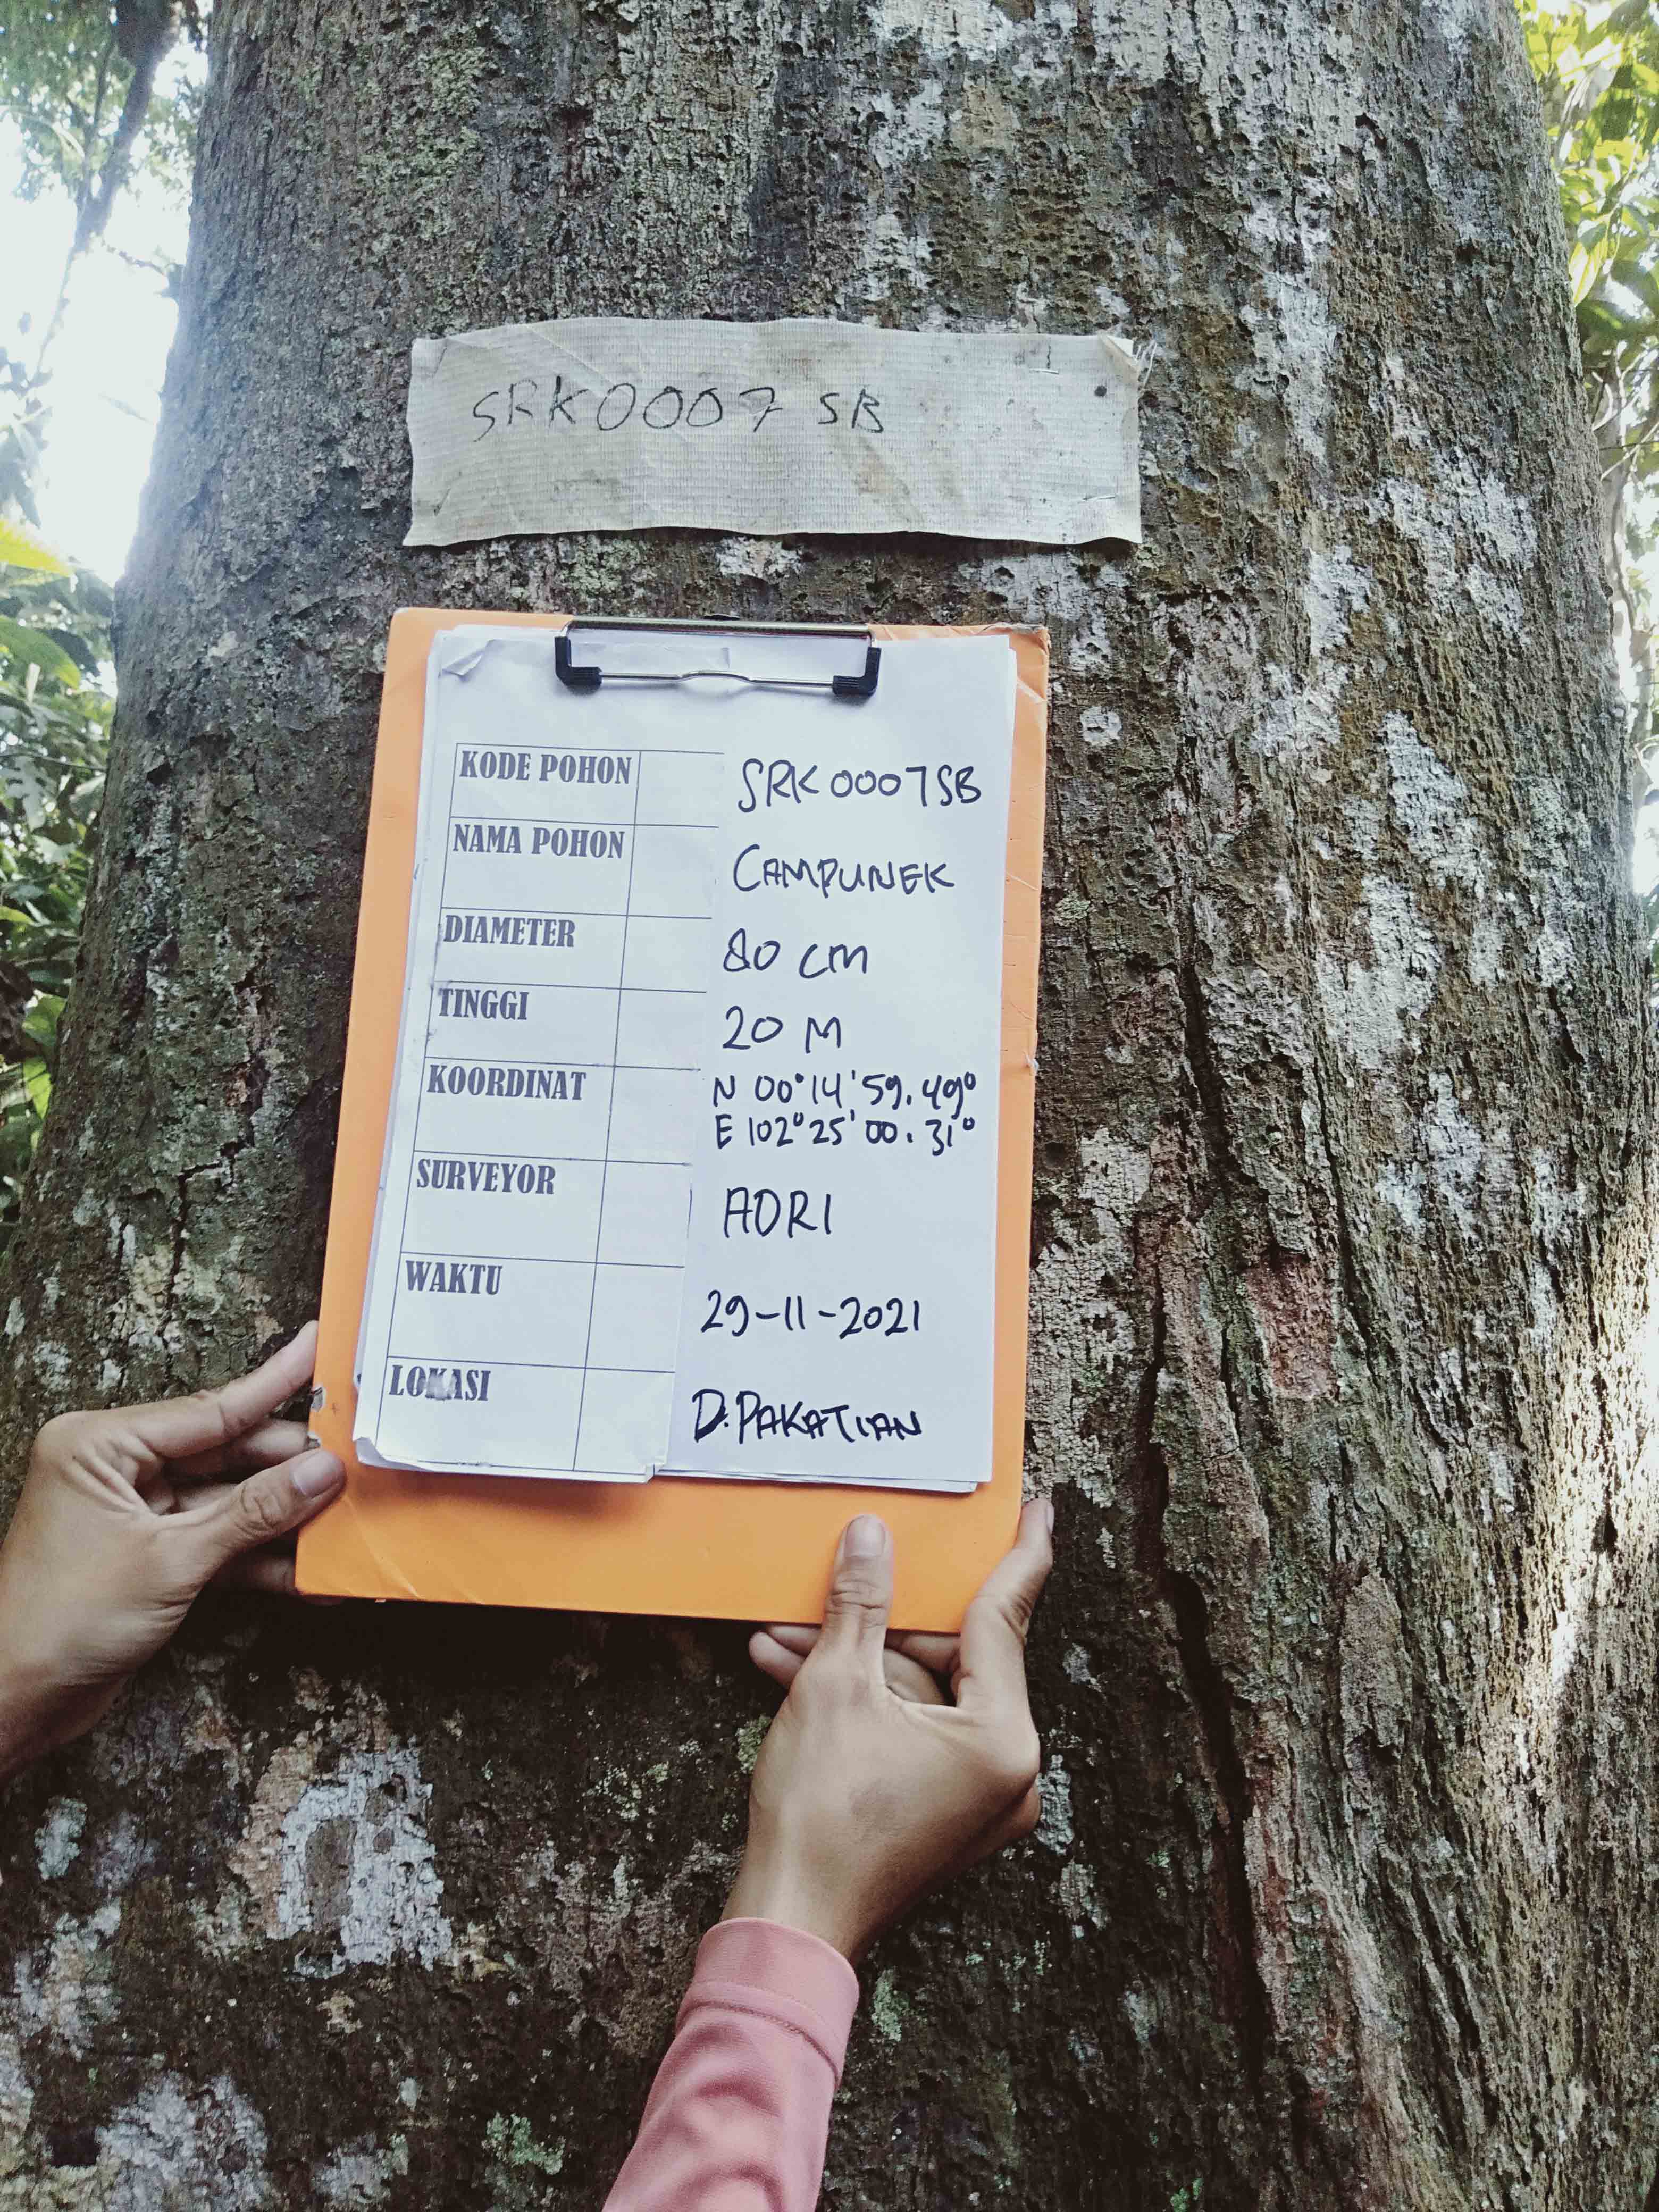 SRK0007 SB
KODE POHON SRK0007SB
NAMA POHON CAMPUNEK
DIAMETER 80 CM
TINGGI 20 M
KOORDINAT N 00°14'59.49°
E 102°25'00.31°
SURVEYOR ADRI
WAKTU 29-11-2021
LOKASI D.PAKATIAN